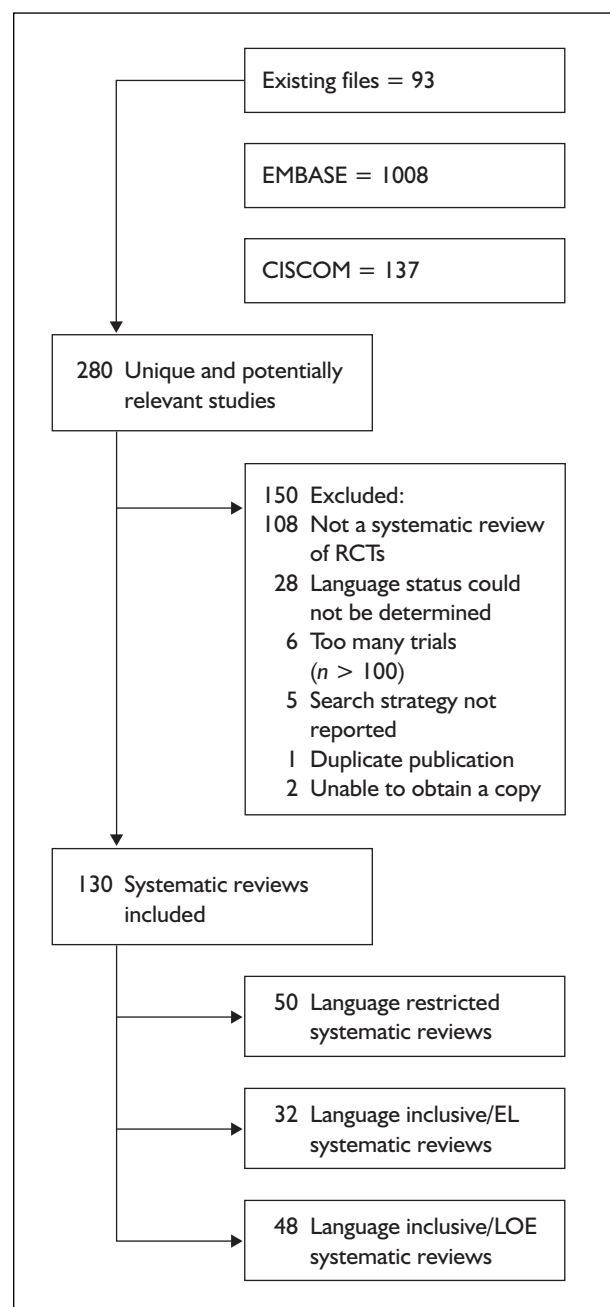 Existing files = 93
EMBASE = 1008
CISCOM = 137
280 Unique and potentially
relevant studies
150 Excluded:
108 Not a systematic review
of RCTs
28 Language status could
not be determined
6 Too many trials
(n > 100)
5 Search strategy not
reported
1 Duplicate publication
2 Unable to obtain a copy
130 Systematic reviews
included
50 Language restricted
systematic reviews
32 Language inclusive/EL
systematic reviews
48 Language inclusive/LOE
systematic reviews